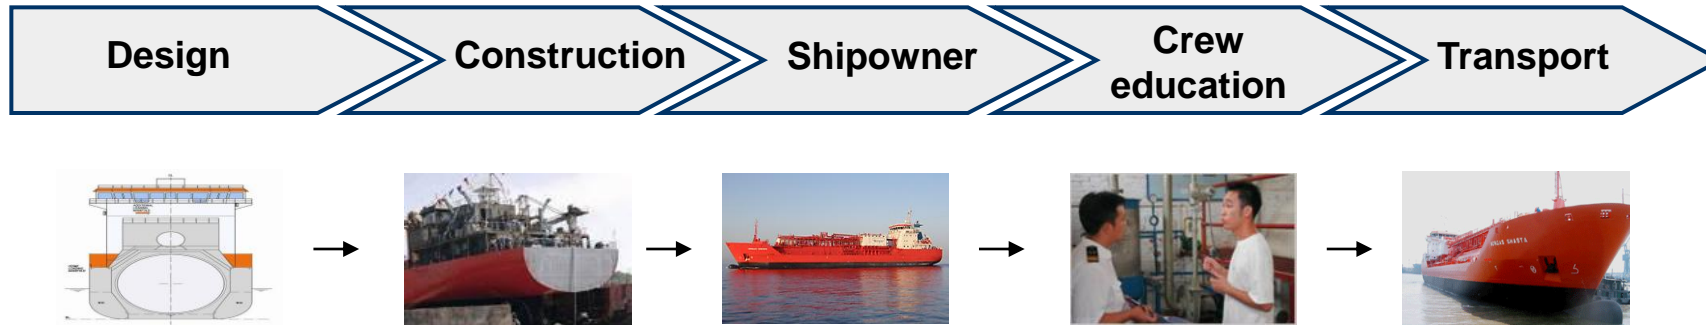 Design
Construction
Shipowner
Crew
education
Transport